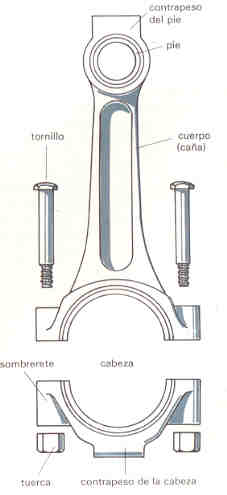 contrapeso
del pie
pie
tornillo
cuerpo
(caña)
sombrerete
cabeza
tuerca
contrapeso de la cabeza